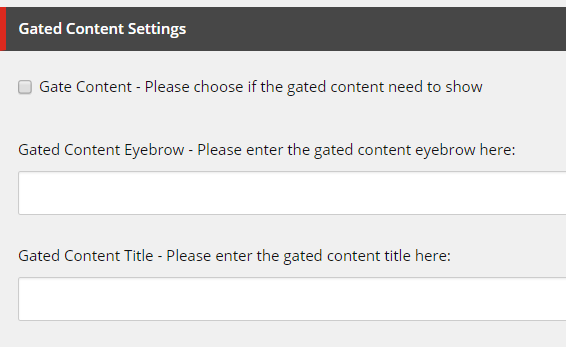 Gated Content Settings
Gate Content - Please choose if the gated content need to show
Gated Content Eyebrow - Please enter the gated content eyebrow here:
Gated Content Title - Please enter the gated content title here: